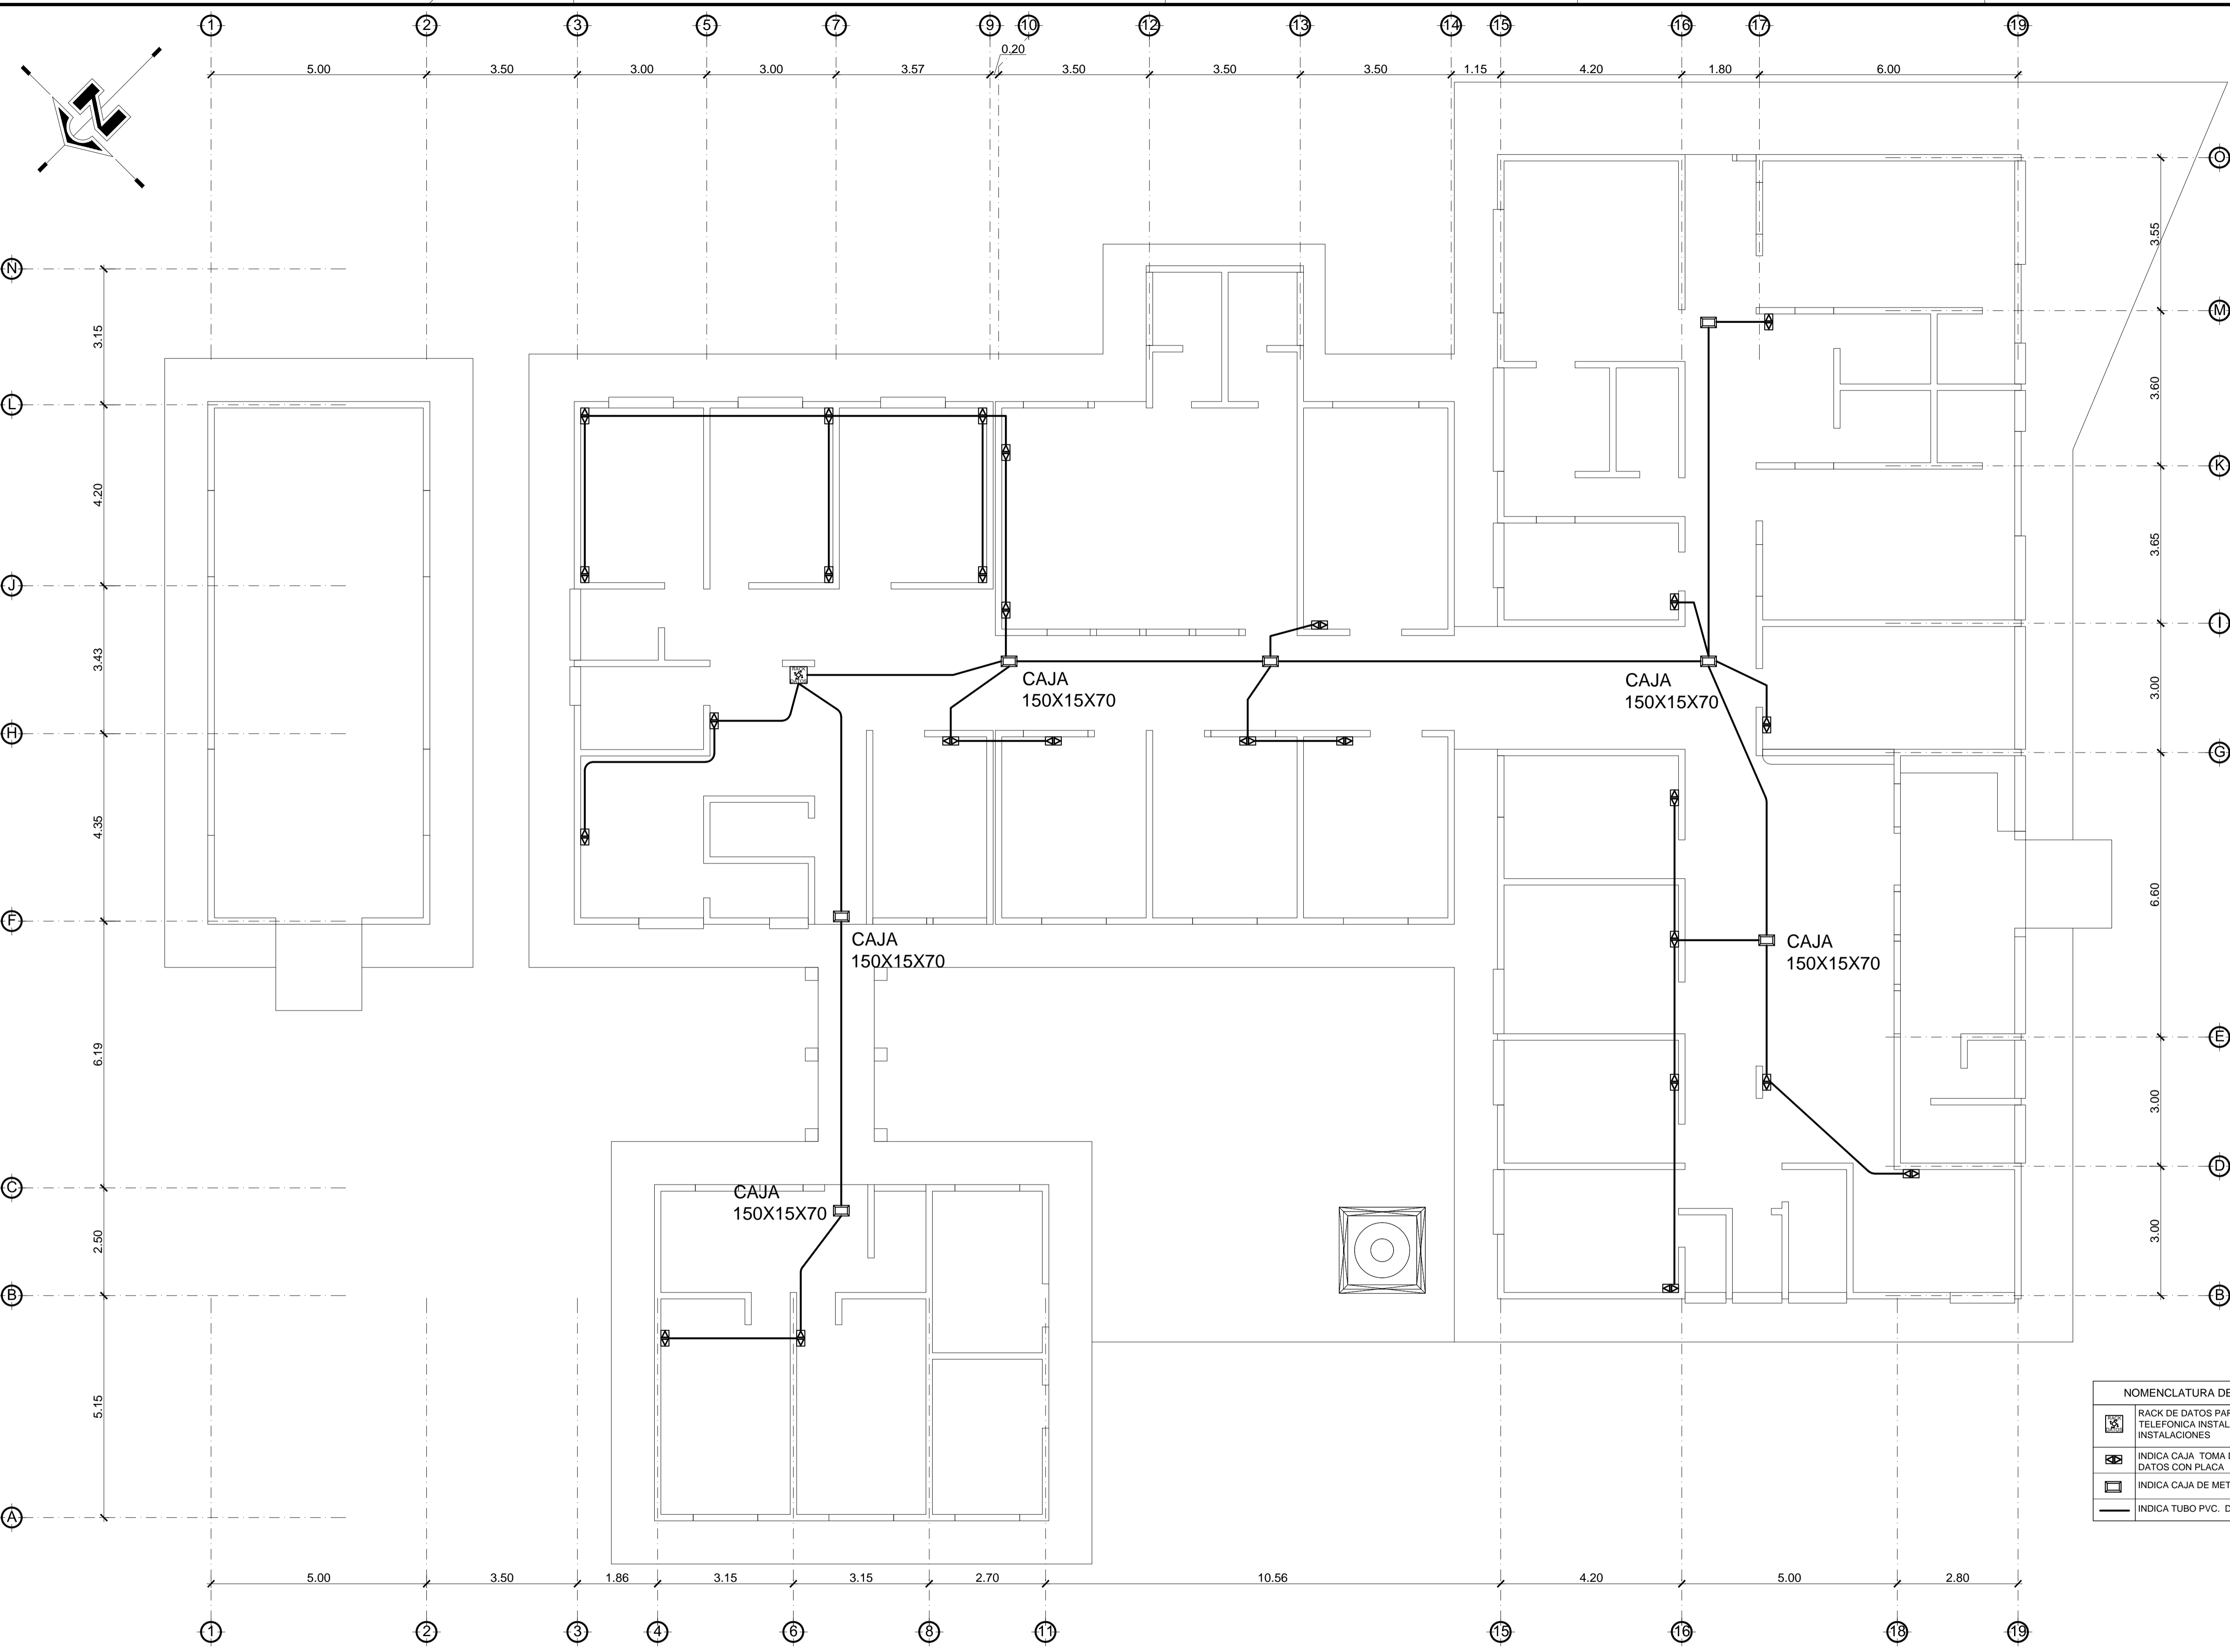 1 2 3 5 7 9 10 12 13 14 15 16 17 19
0.20
5.00 3.50 3.00 3.00 3.57 3.50 3.50 3.50 1.15 4.20 1.80 6.00
N
O
3.55
N
M
3.15
3.60
L
K
4.20
3.65
J
I
3.43
RACK
3.00
CAJA
150X15X70
CAJA
150X15X70
H
G
4.35
6.60
F
CAJA
150X15X70
CAJA
150X15X70
6.19
E
3.00
D
C
CAJA
150X15X70
2.50
3.00
B
B
5.15
NOMENCLATURA DE
RACK
RACK DE DATOS PAR
TELEFONICA INSTAL
INSTALACIONES
INDICA CAJA TOMA D
DATOS CON PLACA
INDICA CAJA DE MET
INDICA TUBO PVC. D
A
5.00 3.50 1.86 3.15 3.15 2.70 10.56 4.20 5.00 2.80
1 2 3 4 6 8 11 15 16 18 19